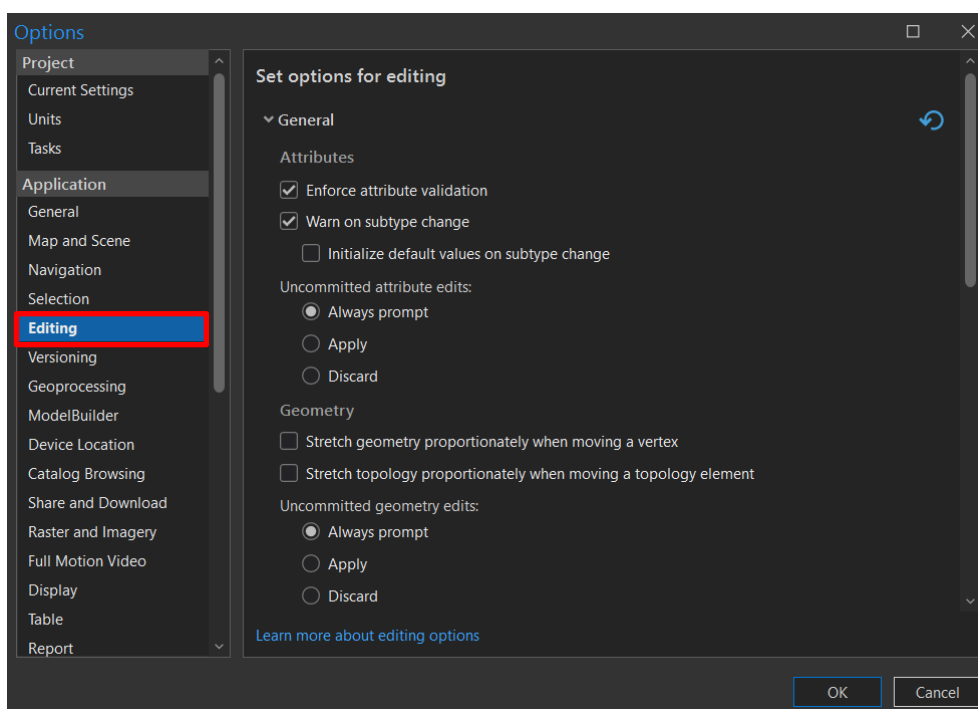 Options
Project
Current Settings
Units
Tasks
Application
General
Map and Scene
Navigation
Selection
Editing
Versioning
Geoprocessing
ModelBuilder
Device Location
Catalog Browsing
Share and Download
Raster and Imagery
Full Motion Video
Display
Table
Report
Set options for editing
General
Attributes
Enforce attribute validation
Warn on subtype change
Initialize default values on subtype change
Uncommitted attribute edits:
Always prompt
Apply
Discard
Geometry
Stretch geometry proportionately when moving a vertex
Stretch topology proportionately when moving a topology element
Uncommitted geometry edits:
Always prompt
Apply
Discard
Learn more about editing options
OK
Cancel